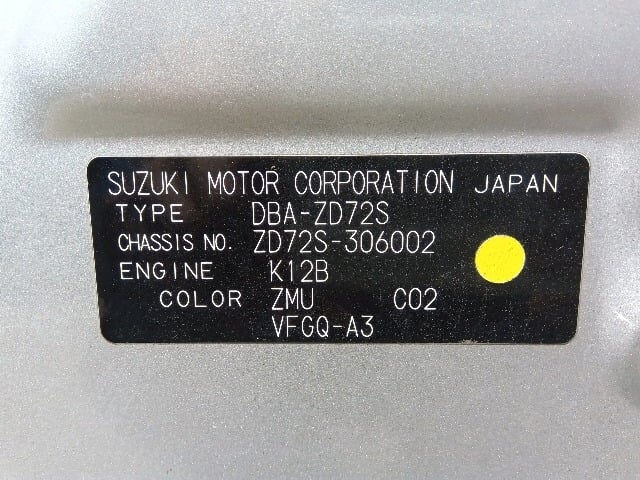 SUZUKI MOTOR CORPORATION JAPAN
TYPE DBA-ZD72S
CHASSIS NO. ZD72S-306002
ENGINE K12B
COLOR ZMU C02
VFGQ-A3